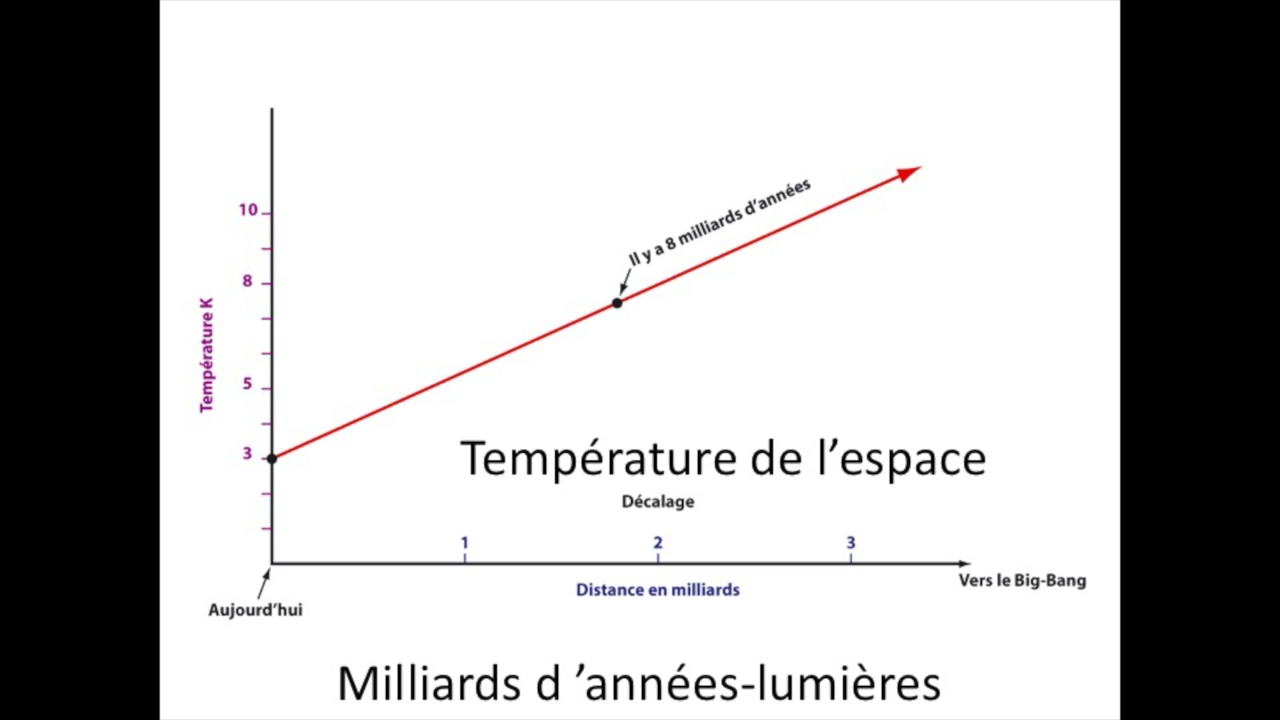 10
8
5
3
Température K
Il y a 8 milliards d'années
Température de l'espace
Décalage
1
2
3
Distance en milliards
Vers le Big-Bang
Aujourd'hui
Milliards d 'années-lumières